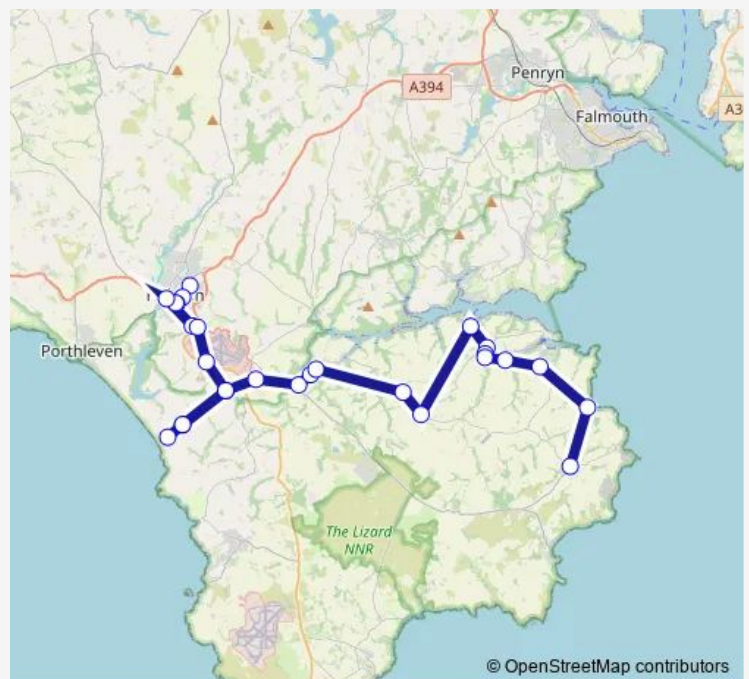 Penryn
A394
Falmouth
A3
Porthleven
The Lizard
NNR
© OpenStreetMap contributors